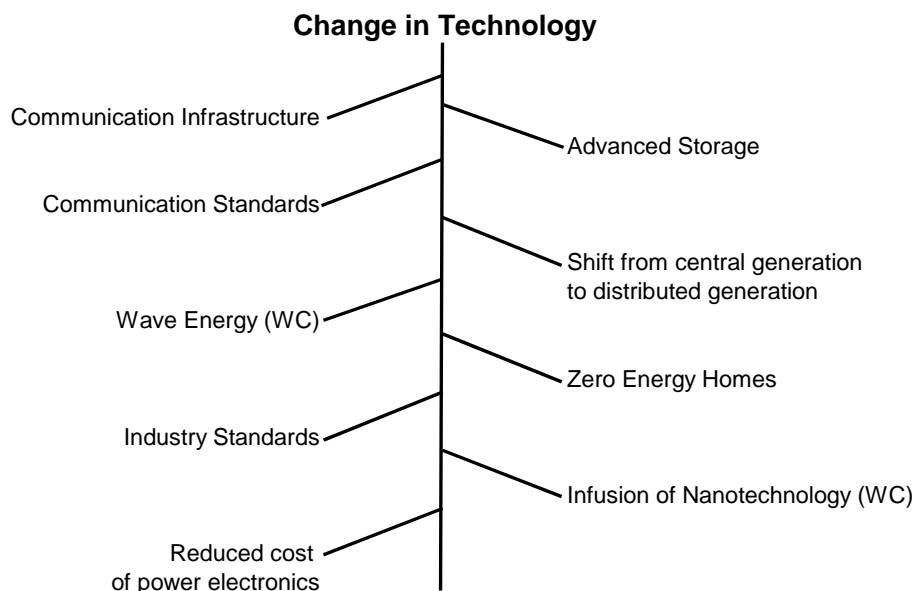 Change in Technology
Communication Infrastructure
Advanced Storage
Communication Standards
Shift from central generation
to distributed generation
Wave Energy (WC)
Zero Energy Homes
Industry Standards
Infusion of Nanotechnology (WC)
Reduced cost
of power electronics